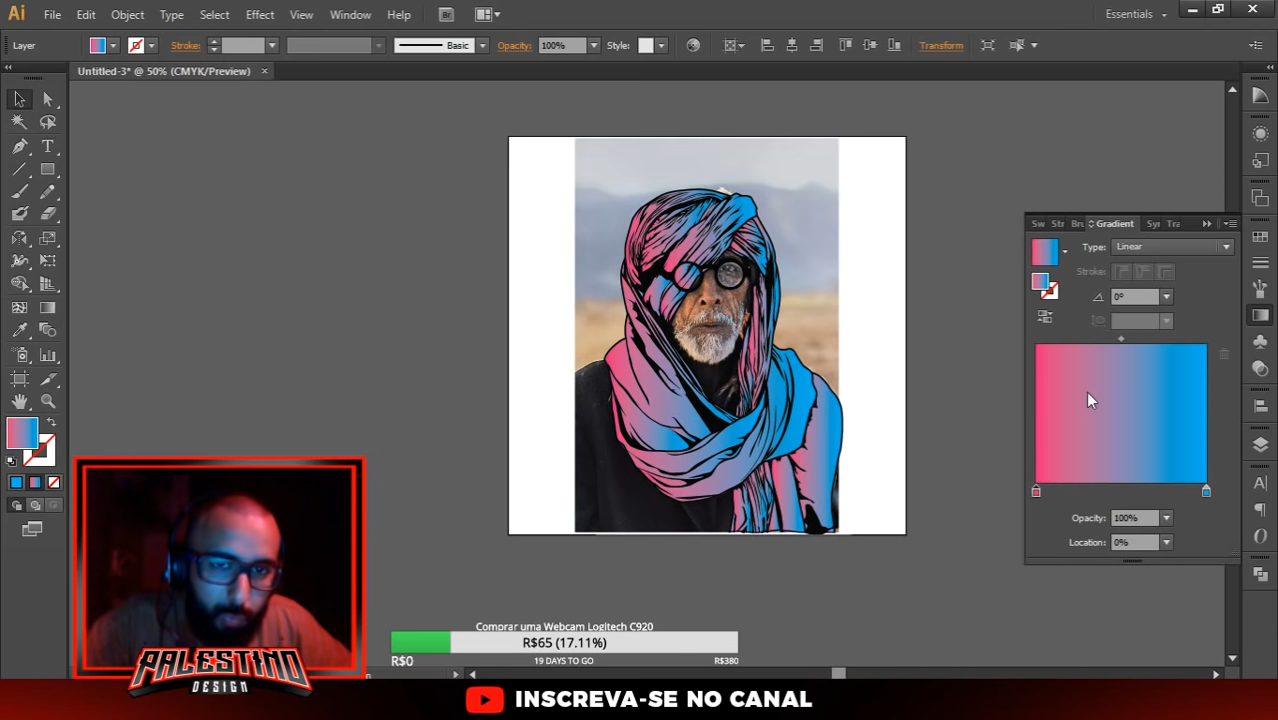 Ai File Edit Object Type Select Effect View Window Help Br Essentials
Layer Stroke: Basic Opacity: 100% Style: Transform
Untitled-3* @ 50% (CMYK/Preview) ×
Sw Str Bru Gradient Syı Tra
Type: Linear
Stroke:
0°
Opacity: 100%
Location: 0%
Comprar uma Webcam Logitech C920
R$65 (17.11%)
R$0 19 DAYS TO GO R$380
PALESTINO
DESIGN
INSCREVA-SE NO CANAL